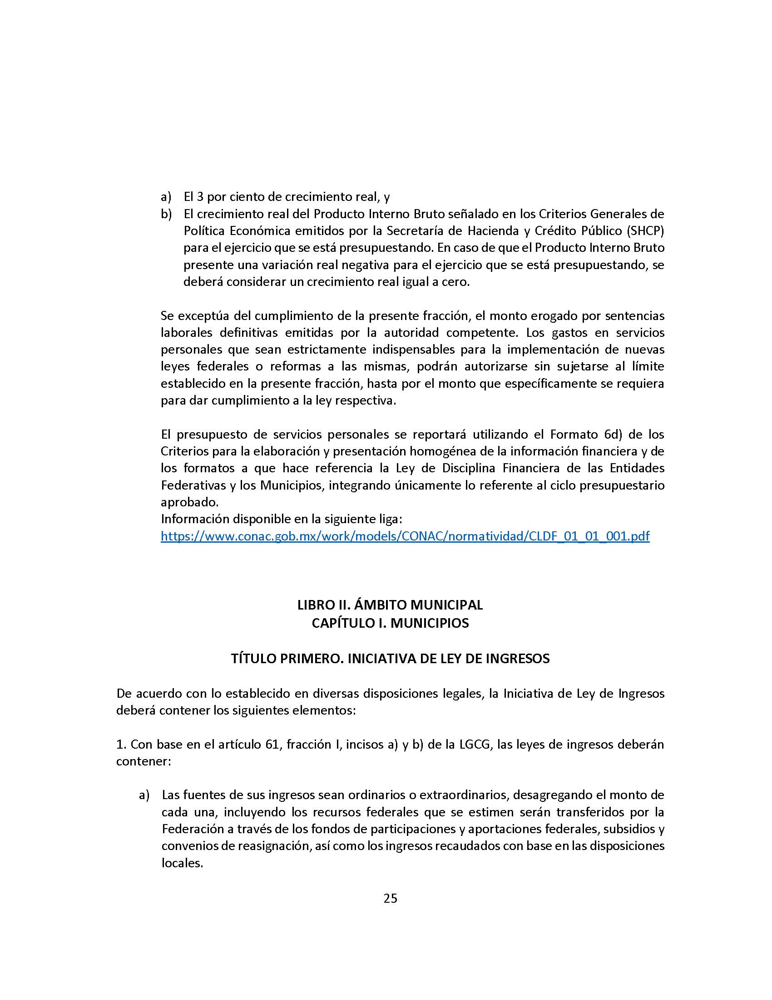 a) El 3 por ciento de crecimiento real, y
b) El crecimiento real del Producto Interno Bruto señalado en los Criterios Generales de
Política Económica emitidos por la Secretaría de Hacienda y Crédito Público (SHCP)
para el ejercicio que se está presupuestando. En caso de que el Producto Interno Bruto
presente una variación real negativa para el ejercicio que se está presupuestando, se
deberá considerar un crecimiento real igual a cero.
Se exceptúa del cumplimiento de la presente fracción, el monto erogado por sentencias
laborales definitivas emitidas por la autoridad competente. Los gastos en servicios
personales que sean estrictamente indispensables para la implementación de nuevas
leyes federales o reformas a las mismas, podrán autorizarse sin sujetarse al límite
establecido en la presente fracción, hasta por el monto que específicamente se requiera
para dar cumplimiento a la ley respectiva.
El presupuesto de servicios personales se reportará utilizando el Formato 6d) de los
Criterios para la elaboración y presentación homogénea de la información financiera y de
los formatos a que hace referencia la Ley de Disciplina Financiera de las Entidades
Federativas y los Municipios, integrando únicamente lo referente al ciclo presupuestario
aprobado.
Información disponible en la siguiente liga:
https://www.conac.gob.mx/work/models/CONAC/normatividad/CLDF_01_01_001.pdf
LIBRO II. ÁMBITO MUNICIPAL
CAPÍTULO I. MUNICIPIOS
TÍTULO PRIMERO. INICIATIVA DE LEY DE INGRESOS
De acuerdo con lo establecido en diversas disposiciones legales, la Iniciativa de Ley de Ingresos
deberá contener los siguientes elementos:
1. Con base en el artículo 61, fracción I, incisos a) y b) de la LGCG, las leyes de ingresos deberán
contener:
a) Las fuentes de sus ingresos sean ordinarios o extraordinarios, desagregando el monto de
cada una, incluyendo los recursos federales que se estimen serán transferidos por la
Federación a través de los fondos de participaciones y aportaciones federales, subsidios y
convenios de reasignación, así como los ingresos recaudados con base en las disposiciones
locales.
25